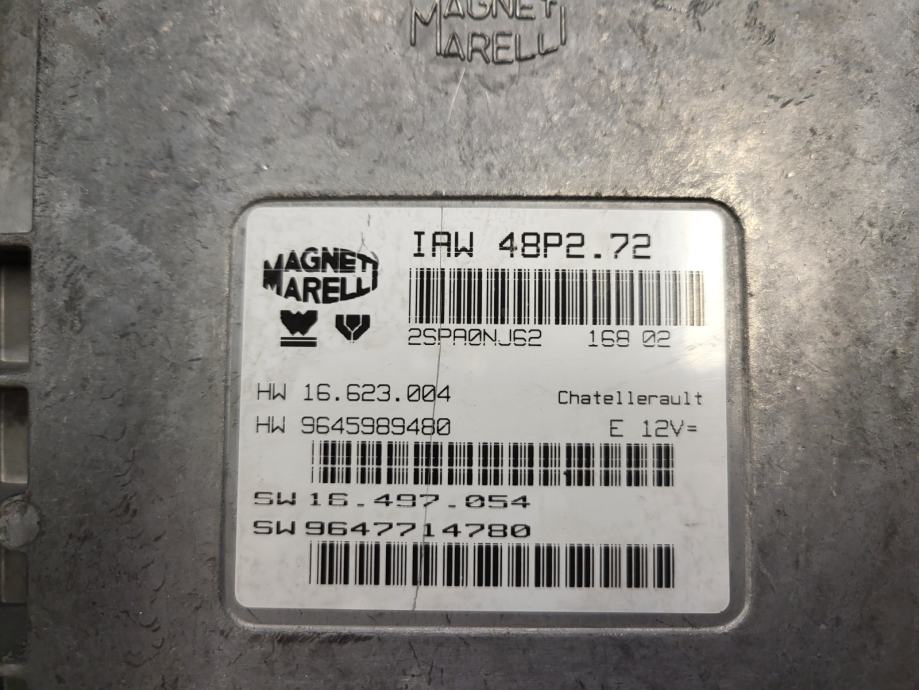 MAGNETI
MARELLI
IAW 48P2.72
MAGNETI
MARELLI
2SPA0NJ62 168 02
HW 16.623.004 Chatellerault
HW 9645989480 E 12V=
SW 16.497.054
SW 9647714780